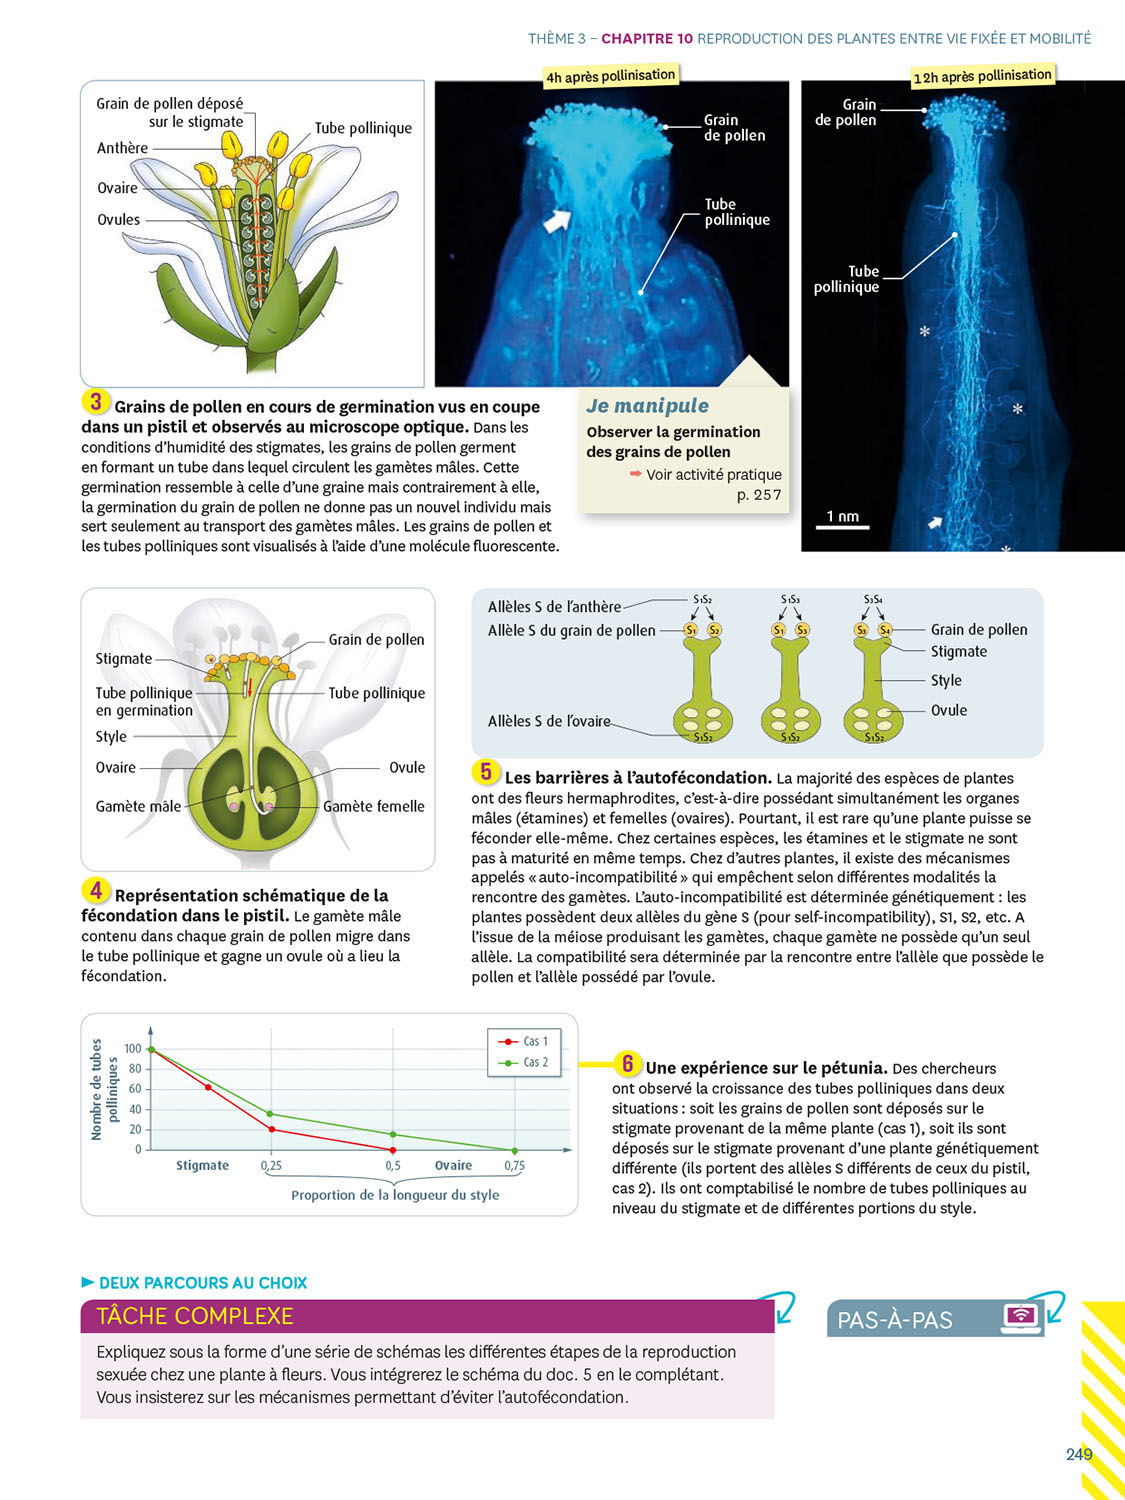 THÈME 3 – CHAPITRE 10 REPRODUCTION DES PLANTES ENTRE VIE FIXÉE ET MOBILITÉ
Grain de pollen déposé
sur le stigmate
Tube pollinique
Anthère
Ovaire
Ovules
4h après pollinisation
Grain
de pollen
Tube
pollinique
12h après pollinisation
Grain
de pollen
Tube
pollinique
*
*
*
1 nm
3 Grains de pollen en cours de germination vus en coupe
dans un pistil et observés au microscope optique. Dans les
conditions d’humidité des stigmates, les grains de pollen germent
en formant un tube dans lequel circulent les gamètes mâles. Cette
germination ressemble à celle d’une graine mais contrairement à elle,
la germination du grain de pollen ne donne pas un nouvel individu mais
sert seulement au transport des gamètes mâles. Les grains de pollen et
les tubes polliniques sont visualisés à l’aide d’une molécule fluorescente.
Je manipule
Observer la germination
des grains de pollen
➡ Voir activité pratique
p. 257
Grain de pollen
Stigmate
Tube pollinique
en germination
Tube pollinique
Style
Ovaire
Ovule
Gamète mâle
Gamète femelle
4 Représentation schématique de la
fécondation dans le pistil. Le gamète mâle
contenu dans chaque grain de pollen migre dans
le tube pollinique et gagne un ovule où a lieu la
fécondation.
Allèles S de l’anthère S1S2 S1S3 S3S4
Allèle S du grain de pollen S1 S2 S1 S3 S3 S4 Grain de pollen
Stigmate
Style
Ovule
Allèles S de l’ovaire
S1S2 S1S2 S1S2
5 Les barrières à l’autofécondation. La majorité des espèces de plantes
ont des fleurs hermaphrodites, c’est-à-dire possédant simultanément les organes
mâles (étamines) et femelles (ovaires). Pourtant, il est rare qu’une plante puisse se
féconder elle-même. Chez certaines espèces, les étamines et le stigmate ne sont
pas à maturité en même temps. Chez d’autres plantes, il existe des mécanismes
appelés « auto-incompatibilité » qui empêchent selon différentes modalités la
rencontre des gamètes. L’auto-incompatibilité est déterminée génétiquement : les
plantes possèdent deux allèles du gène S (pour self-incompatibility), S1, S2, etc. A
l’issue de la méiose produisant les gamètes, chaque gamète ne possède qu’un seul
allèle. La compatibilité sera déterminée par la rencontre entre l’allèle que possède le
pollen et l’allèle possédé par l’ovule.
Nombre de tubes
polliniques
100
80
60
40
20
0
Cas 1
Cas 2
Stigmate 0,25 0,5 Ovaire 0,75
Proportion de la longueur du style
6 Une expérience sur le pétunia. Des chercheurs
ont observé la croissance des tubes polliniques dans deux
situations : soit les grains de pollen sont déposés sur le
stigmate provenant de la même plante (cas 1), soit ils sont
déposés sur le stigmate provenant d’une plante génétiquement
différente (ils portent des allèles S différents de ceux du pistil,
cas 2). Ils ont comptabilisé le nombre de tubes polliniques au
niveau du stigmate et de différentes portions du style.
► DEUX PARCOURS AU CHOIX
TÂCHE COMPLEXE
Expliquez sous la forme d’une série de schémas les différentes étapes de la reproduction
sexuée chez une plante à fleurs. Vous intégrerez le schéma du doc. 5 en le complétant.
Vous insisterez sur les mécanismes permettant d’éviter l’autofécondation.
PAS-À-PAS
249